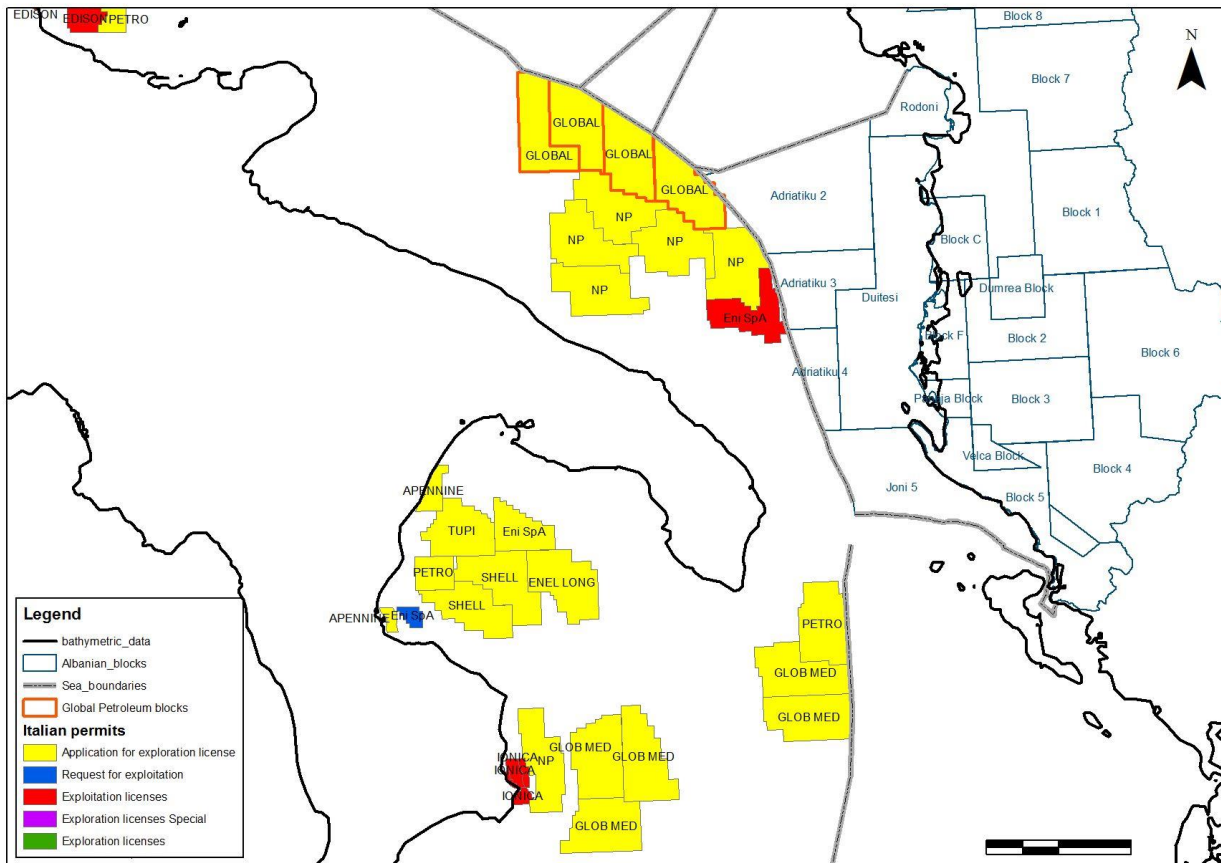 EDISON
EDISON
PETRO
Block 8
N
Block 7
Rodoni
GLOBAL
GLOBAL
GLOBAL
GLOBAL
Adriatiku 2
Block 1
NP
NP
NP
NP
NP
Block C
Adriatiku 3
Duitesi
Dumrea Block
Eni SpA
Block F
Block 2
Block 6
Adriatiku 4
Block 3
Velca Block
Block 4
Joni 5
Block 5
APENNINE
TUPI
Eni SpA
PETRO
SHELL
ENEL LONG
SHELL
APENNINE
Eni SpA
PETRO
GLOB MED
GLOB MED
IONICA
IONICA
IONICA
NP
GLOB MED
GLOB MED
GLOB MED
Legend
bathymetric_data
Albanian_blocks
Sea_boundaries
Global Petroleum blocks
Italian permits
Application for exploration license
Request for exploitation
Exploitation licenses
Exploration licenses Special
Exploration licenses